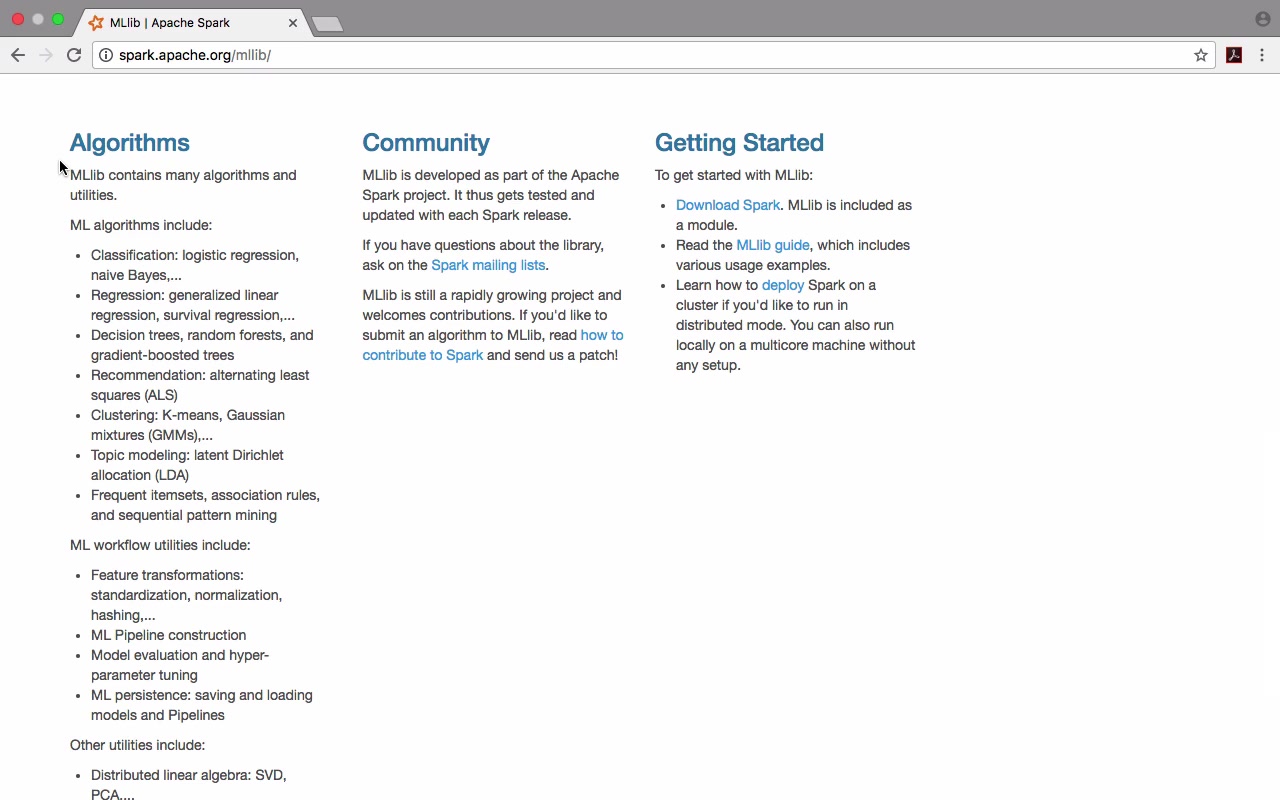 MLlib | Apache Spark
spark.apache.org/mllib/
Algorithms
MLlib contains many algorithms and
utilities.
ML algorithms include:
• Classification: logistic regression,
naive Bayes,...
• Regression: generalized linear
regression, survival regression,...
• Decision trees, random forests, and
gradient-boosted trees
• Recommendation: alternating least
squares (ALS)
• Clustering: K-means, Gaussian
mixtures (GMMs),...
• Topic modeling: latent Dirichlet
allocation (LDA)
• Frequent itemsets, association rules,
and sequential pattern mining
ML workflow utilities include:
• Feature transformations:
standardization, normalization,
hashing,...
• ML Pipeline construction
• Model evaluation and hyper-
parameter tuning
• ML persistence: saving and loading
models and Pipelines
Other utilities include:
• Distributed linear algebra: SVD,
PCA,...
Community
MLlib is developed as part of the Apache
Spark project. It thus gets tested and
updated with each Spark release.
If you have questions about the library,
ask on the Spark mailing lists.
MLlib is still a rapidly growing project and
welcomes contributions. If you'd like to
submit an algorithm to MLlib, read how to
contribute to Spark and send us a patch!
Getting Started
To get started with MLlib:
• Download Spark. MLlib is included as
a module.
• Read the MLlib guide, which includes
various usage examples.
• Learn how to deploy Spark on a
cluster if you'd like to run in
distributed mode. You can also run
locally on a multicore machine without
any setup.